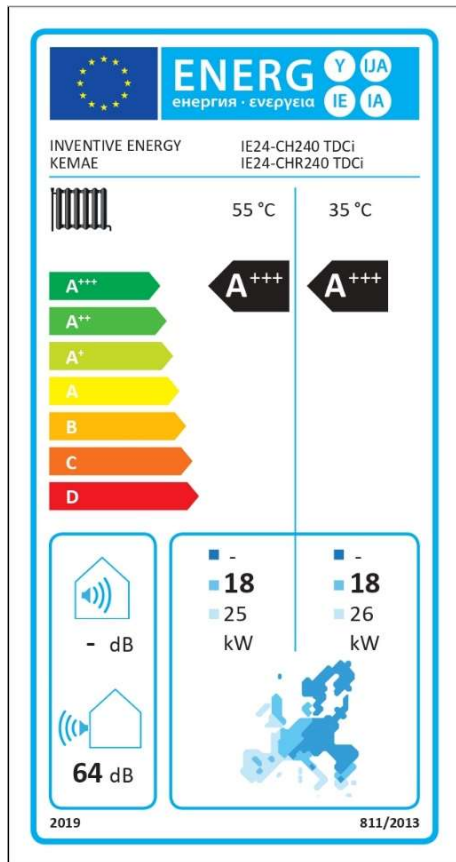 ENERG Y IJA
енергия · ενεργεια IE IA
INVENTIVE ENERGY IE24-CH240 TDCi
KEMAE IE24-CHR240 TDCi
55 °C 35 °C
A+++ A+++
A+++
A++
A+
A
B
C
D
- -
18 18
25 26
kW kW
- dB
64 dB
2019 811/2013